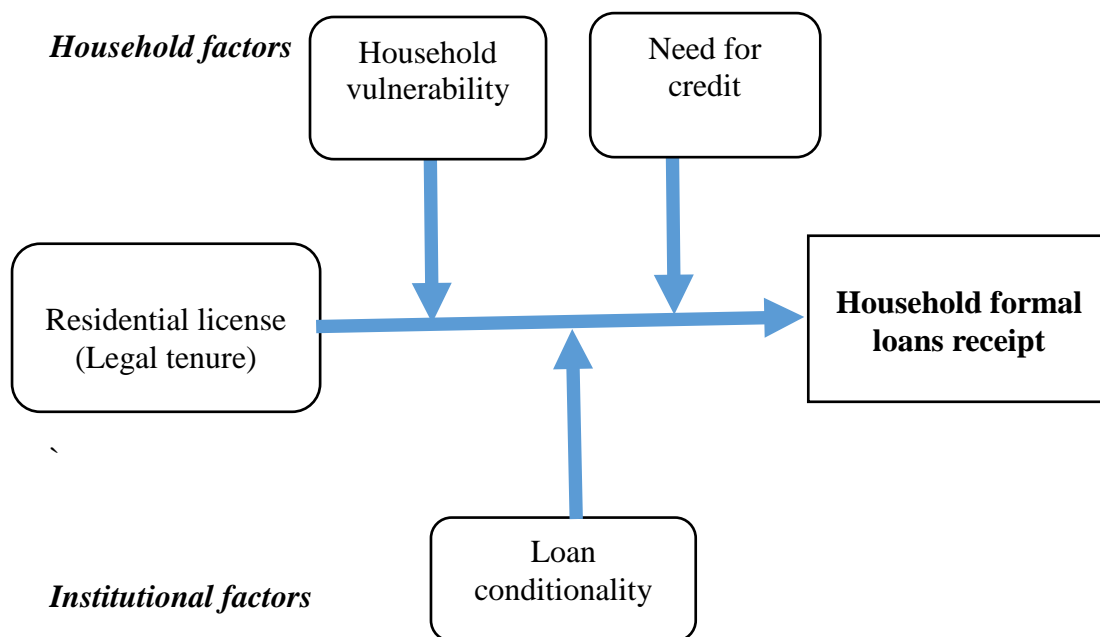 Household factors
Household
vulnerability
Need for
credit
Residential license
(Legal tenure)
Household formal
loans receipt
`
Loan
conditionality
Institutional factors